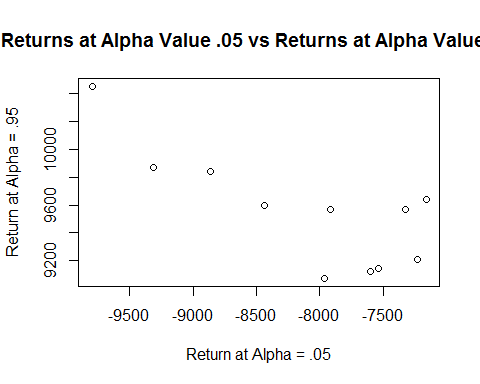 Returns at Alpha Value .05 vs Returns at Alpha Value
Return at Alpha = .95
10000
9600
9200
-9500 -9000 -8500 -8000 -7500
Return at Alpha = .05